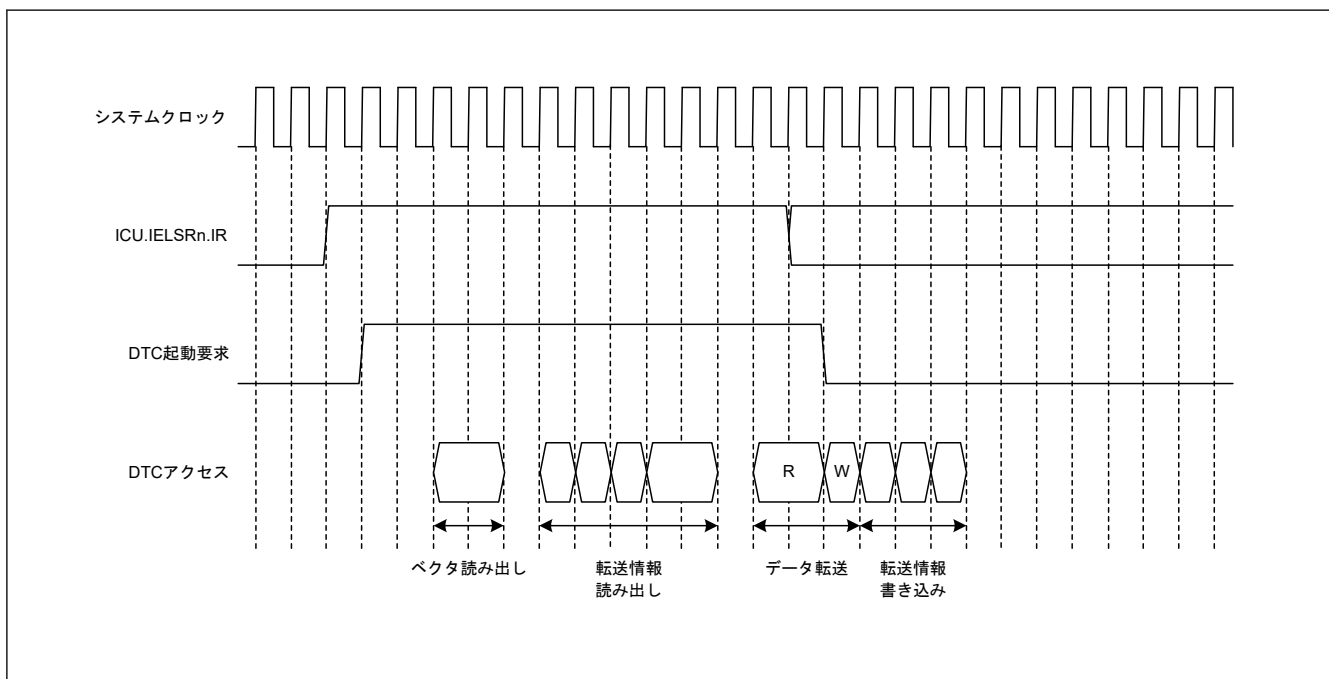 システムクロック
ICU.IELSRn.IR
DTC起動要求
DTCアクセス
R
W
ベクタ読み出し
転送情報
読み出し
データ転送
転送情報
書き込み